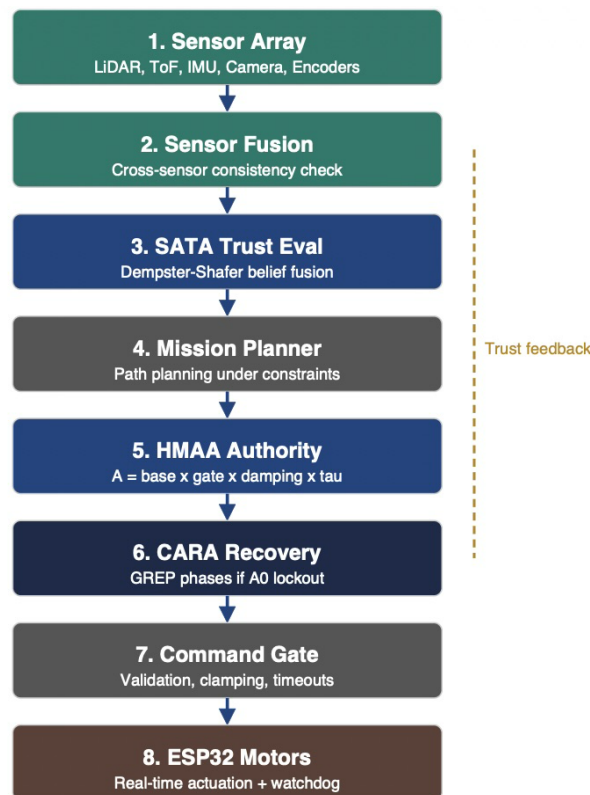 1. Sensor Array
LiDAR, ToF, IMU, Camera, Encoders
2. Sensor Fusion
Cross-sensor consistency check
3. SATA Trust Eval
Dempster-Shafer belief fusion
4. Mission Planner
Path planning under constraints
Trust feedback
5. HMAA Authority
A = base x gate x damping x tau
6. CARA Recovery
GREP phases if A0 lockout
7. Command Gate
Validation, clamping, timeouts
8. ESP32 Motors
Real-time actuation + watchdog